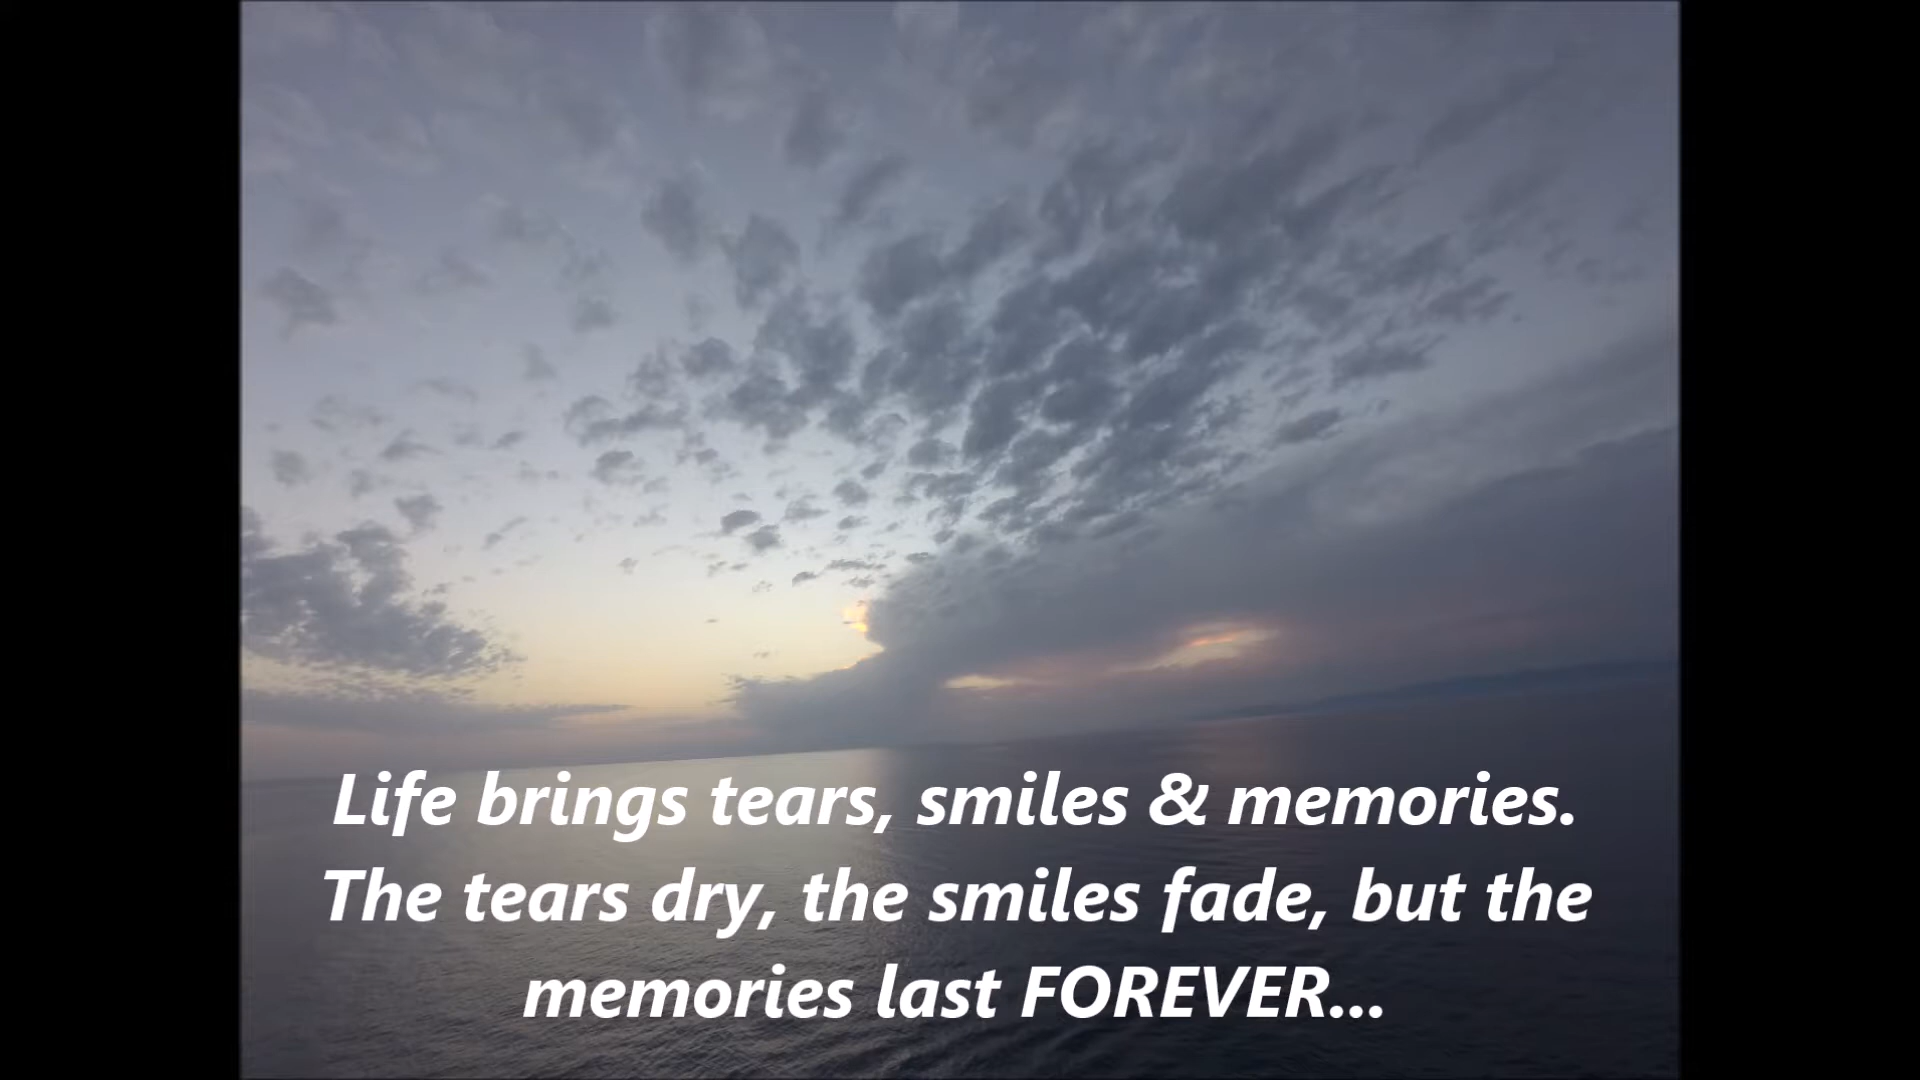 Life brings tears, smiles & memories.
The tears dry, the smiles fade, but the
memories last FOREVER...